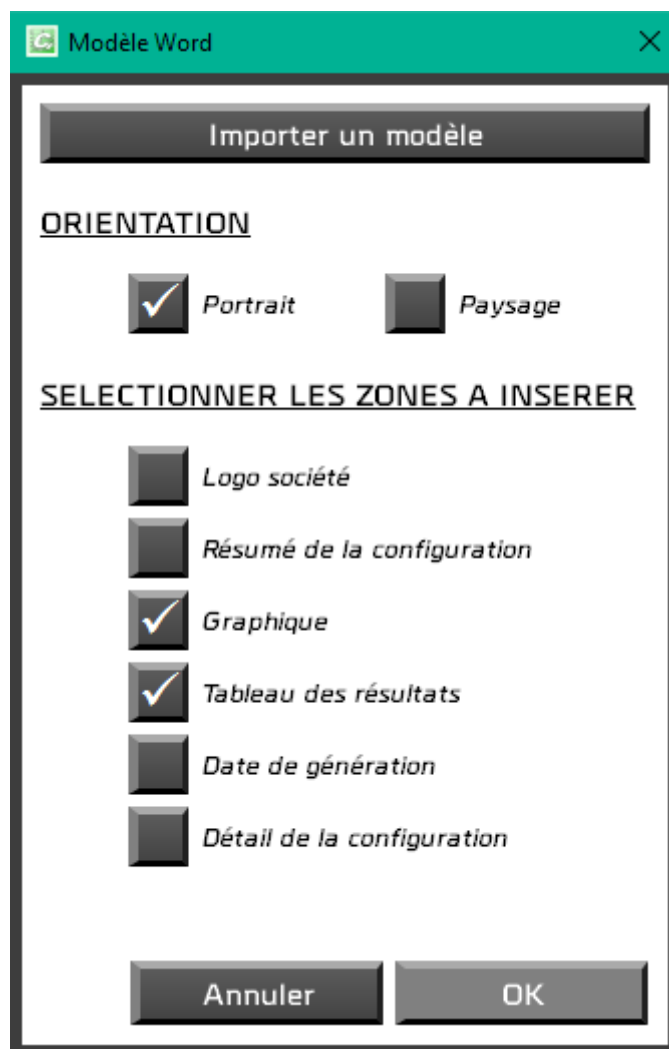 Modèle Word
Importer un modèle
ORIENTATION
Portrait Paysage
SELECTIONNER LES ZONES A INSERER
Logo société
Résumé de la configuration
Graphique
Tableau des résultats
Date de génération
Détail de la configuration
Annuler OK